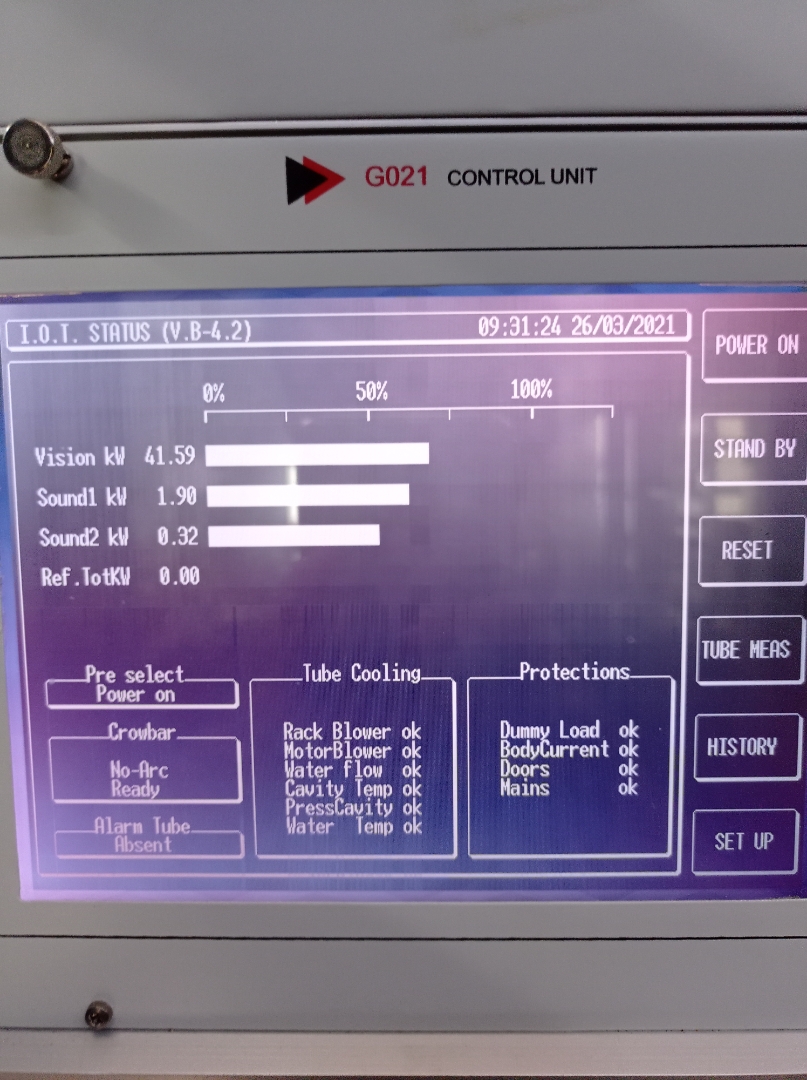 G021 CONTROL UNIT
I.O.T. STATUS (V.B-4.2) 09:31:24 26/03/2021
POWER ON
0% 50% 100%
STAND BY
Vision kW 41.59
Sound1 kW 1.90
Sound2 kW 0.32
RESET
Ref.TotKW 0.00
TUBE MEAS
Pre select
Power on
Tube Cooling
Protections
Crowbar
No-Arc
Ready
Alarm Tube
Absent
Rack Blower ok
MotorBlower ok
Water flow ok
Cavity Temp ok
PressCavity ok
Water Temp ok
Dummy Load ok
BodyCurrent ok
Doors ok
Mains ok
HISTORY
SET UP